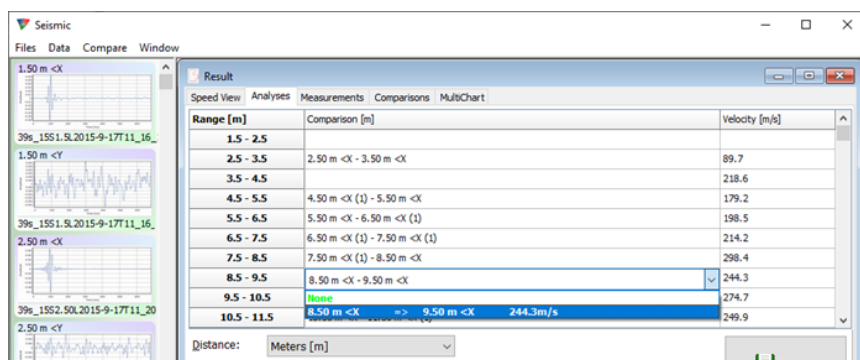 Seismic
Files Data Compare Window
1.50 m <X
39s_15S1.5L2015-9-17T11_16_
1.50 m <Y
39s_15S1.5L2015-9-17T11_16_
2.50 m <X
39s_15S2.50L2015-9-17T11_20
2.50 m <Y
Result
Speed View Analyses Measurements Comparisons MultiChart
Range [m] Comparison [m] Velocity [m/s]
1.5 - 2.5
2.5 - 3.5 2.50 m <X - 3.50 m <X 89.7
3.5 - 4.5 218.6
4.5 - 5.5 4.50 m <X (1) - 5.50 m <X 179.2
5.5 - 6.5 5.50 m <X - 6.50 m <X (1) 198.5
6.5 - 7.5 6.50 m <X (1) - 7.50 m <X (1) 214.2
7.5 - 8.5 7.50 m <X (1) - 8.50 m <X 298.4
8.5 - 9.5 8.50 m <X - 9.50 m <X 244.3
9.5 - 10.5 None 274.7
10.5 - 11.5 8.50 m <X => 9.50 m <X 244.3m/s 249.9
Distance: Meters [m]